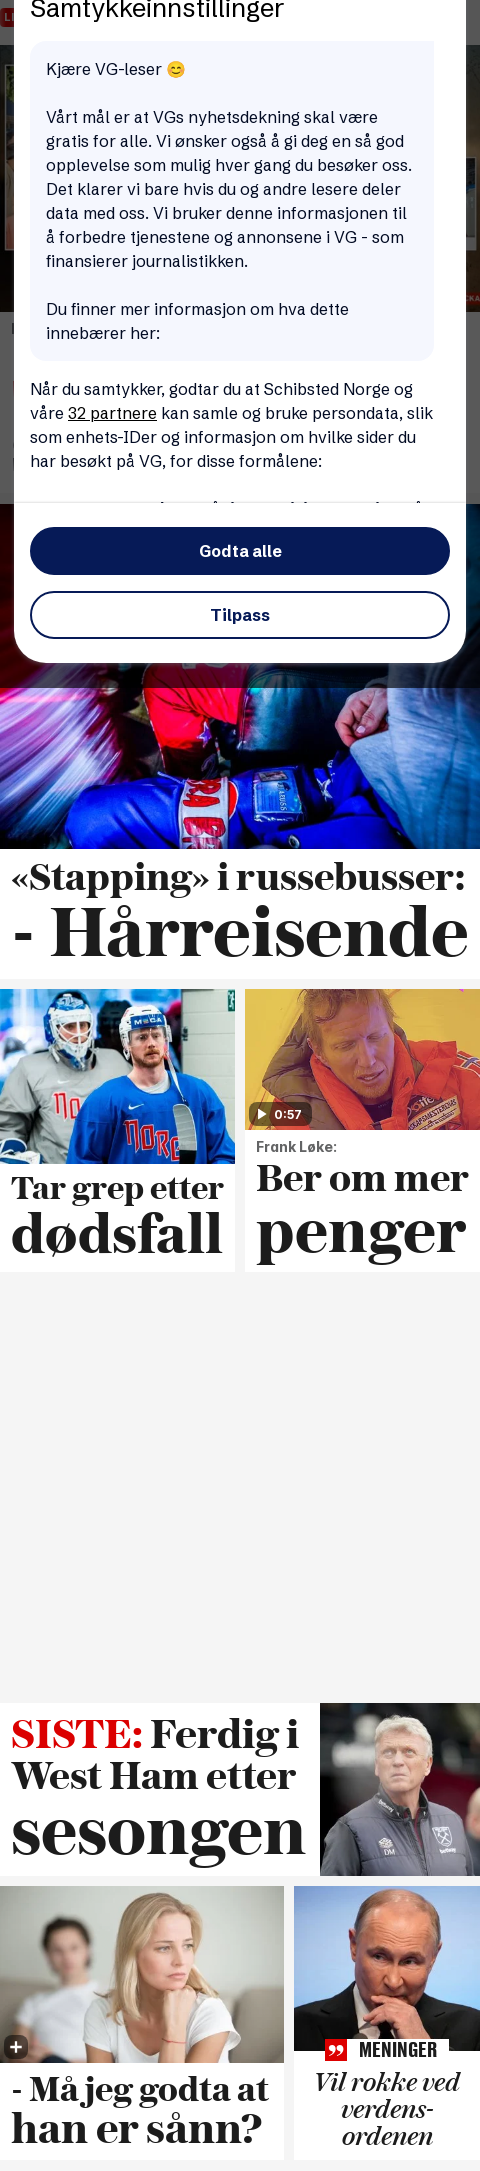 Samtykkeinnstillinger
Kjære VG-leser 😊
Vårt mål er at VGs nyhetsdekning skal være
gratis for alle. Vi ønsker også å gi deg en så god
opplevelse som mulig hver gang du besøker oss.
Det klarer vi bare hvis du og andre lesere deler
data med oss. Vi bruker denne informasjonen til
å forbedre tjenestene og annonsene i VG - som
finansierer journalistikken.
Du finner mer informasjon om hva dette
innebærer her:
Når du samtykker, godtar du at Schibsted Norge og
våre 32 partnere kan samle og bruke persondata, slik
som enhets-IDer og informasjon om hvilke sider du
har besøkt på VG, for disse formålene:
Godta alle
Tilpass
«Stapping» i russebusser:
- Hårreisende
MECA
NORG
0:57
Tar grep etter
dødsfall
Frank Løke:
Ber om mer
penger
SISTE: Ferdig i
West Ham etter
sesongen
DM
betway
- Må jeg godta at
han er sånn?
MENINGER
Vil rokke ved
verdens-
ordenen